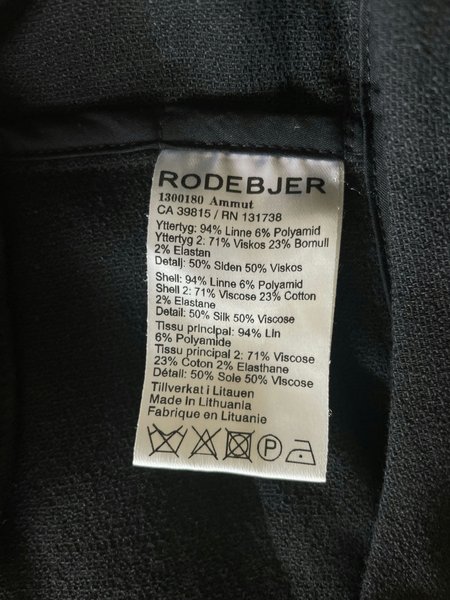 RODEBJER
1300180 Ammut
CA 39815 / RN 131738
Yttertyg: 94% Linne 6% Polyamid
Yttertyg 2: 71% Viskos 23% Bomull
2% Elastan
Detalj: 50% Siden 50% Viskos
Shell: 94% Linne 6% Polyamid
Shell 2: 71% Viscose 23% Cotton
2% Elastane
Detail: 50% Silk 50% Viscose
Tissu principal: 94% Lin
6% Polyamide
Tissu principal 2: 71% Viscose
23% Coton 2% Elasthane
Détail: 50% Soie 50% Viscose
Tillverkat i Litauen
Made in Lithuania
Fabrique en Lituanie
P